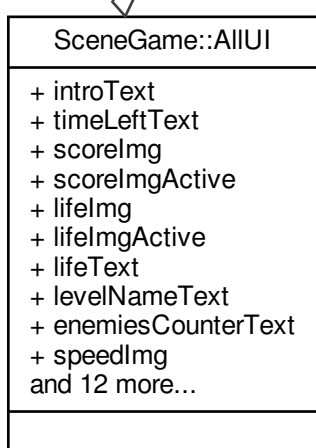 SceneGame::AllUI
+ introText
+ timeLeftText
+ scoreImg
+ scoreImgActive
+ lifeImg
+ lifeImgActive
+ lifeText
+ levelNameText
+ enemiesCounterText
+ speedImg
and 12 more...